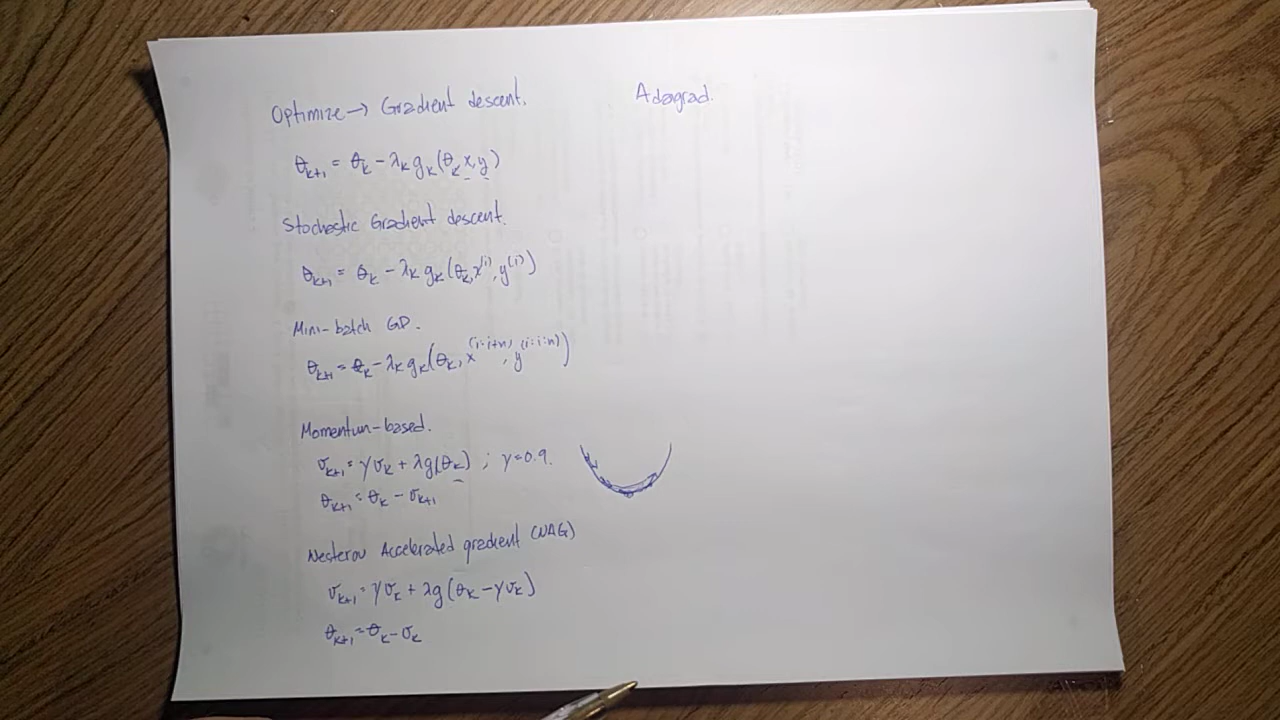 Optimize → Gradient descent.
θₖ₊₁ = θₖ - λₖ gₖ(θₖ x, y)
Stochastic Gradient descent.
θₖ₊₁ = θₖ - λₖ gₖ(θₖ, x⁽ⁱ⁾, y⁽ⁱ⁾)
Mini-batch GD.
θₖ₊₁ = θₖ - λₖ gₖ(θₖ, x^(i:i+n), y^(i:i:n))
Momentum-based.
vₖ₊₁ = γvₖ + λg(θₖ) ; γ=0.9.
θₖ₊₁ = θₖ - vₖ₊₁
Nesterov Accelerated gradient (NAG)
vₖ₊₁ = γvₖ + λg(θₖ - γvₖ)
θₖ₊₁ = θₖ - vₖ
Adagrad.